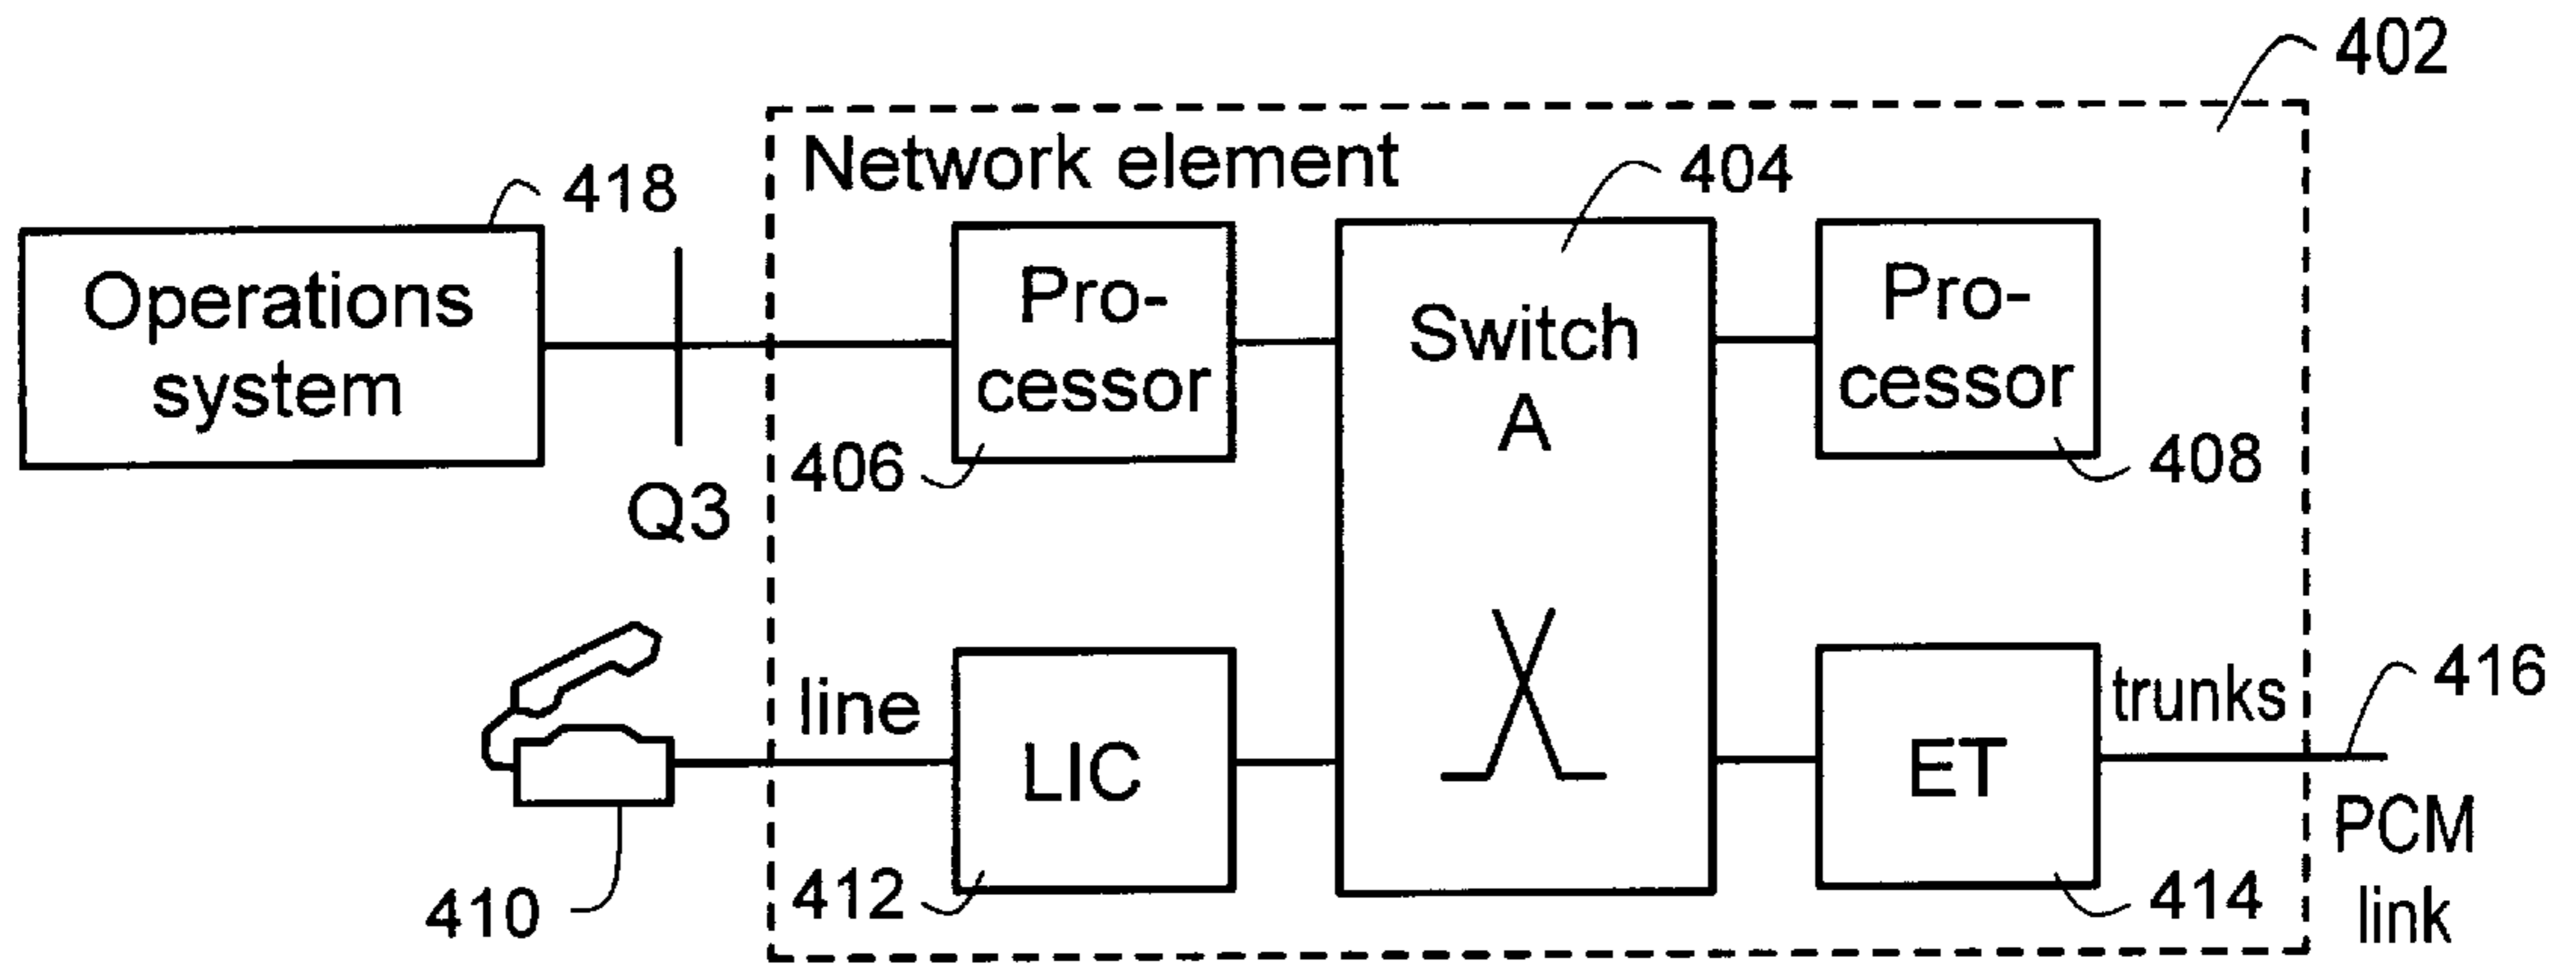 402
Network element
404
418
Operations
system
Q3
Pro-
cessor
406
Switch
A
Pro-
cessor
408
line
LIC
412
410
ET
414
trunks
416
PCM
link